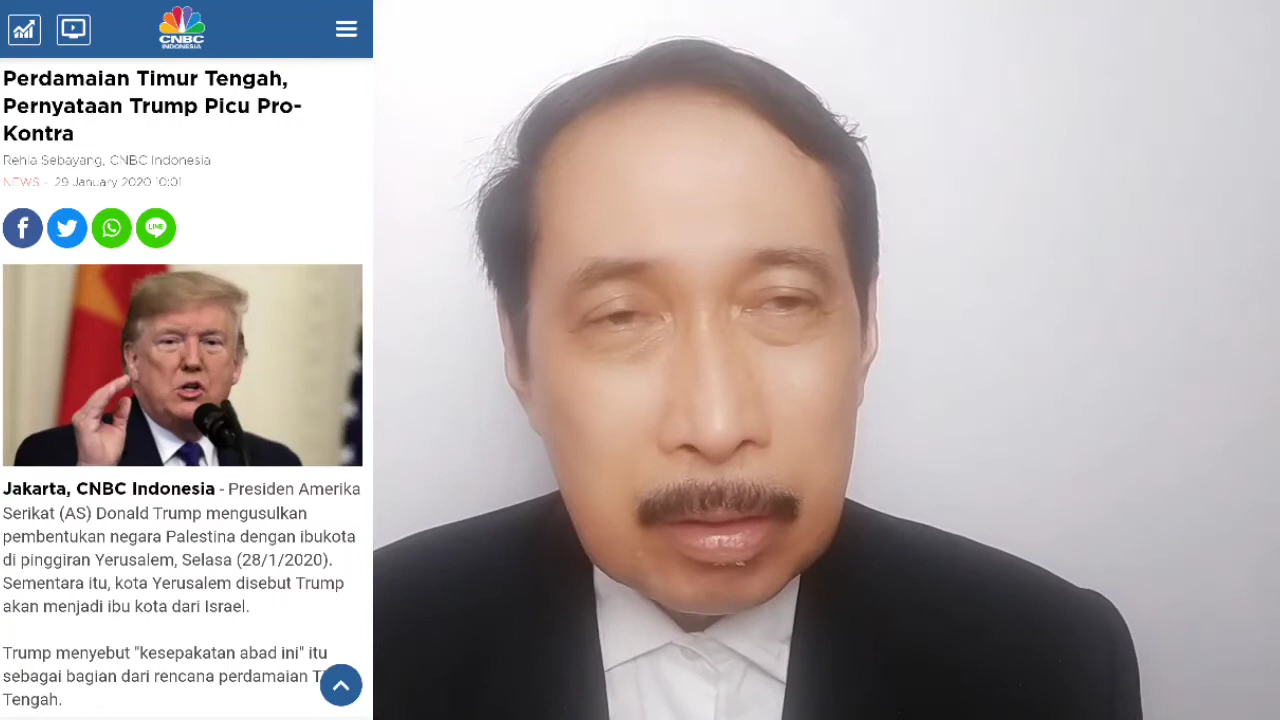 CNBC
INDONESIA
Perdamaian Timur Tengah,
Pernyataan Trump Picu Pro-
Kontra
Rehia Sebayang, CNBC Indonesia
NEWS - 29 January 2020 10:01
LINE
Jakarta, CNBC Indonesia - Presiden Amerika
Serikat (AS) Donald Trump mengusulkan
pembentukan negara Palestina dengan ibukota
di pinggiran Yerusalem, Selasa (28/1/2020).
Sementara itu, kota Yerusalem disebut Trump
akan menjadi ibu kota dari Israel.
Trump menyebut "kesepakatan abad ini" itu
sebagai bagian dari rencana perdamaian
Tengah.